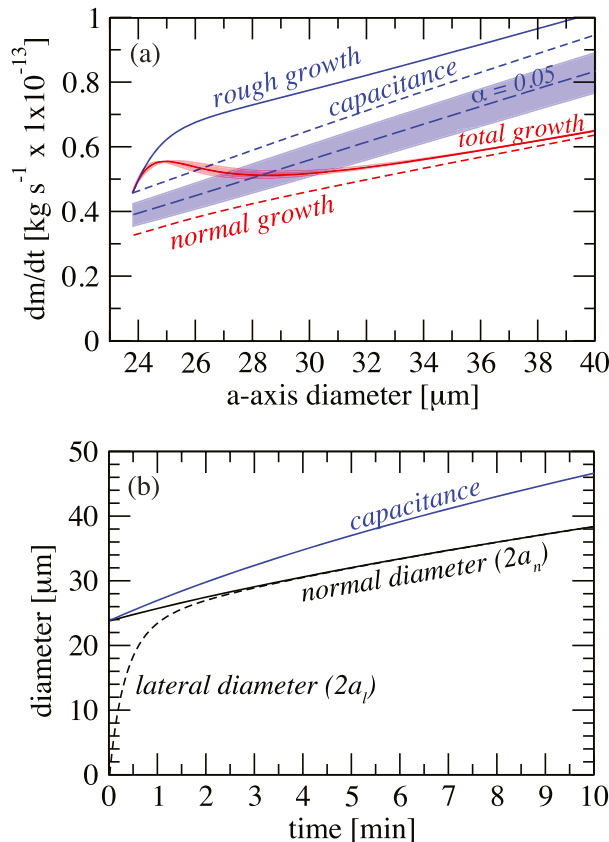 (a)
rough growth
capacitance
α = 0.05
total growth
normal growth
dm/dt [kg s⁻¹ x 1x10⁻¹³]
1
0.8
0.6
0.4
0.2
0
24 26 28 30 32 34 36 38 40
a-axis diameter [μm]
(b)
capacitance
normal diameter (2aₙ)
lateral diameter (2aₗ)
diameter [μm]
50
40
30
20
10
0
0 1 2 3 4 5 6 7 8 9 10
time [min]